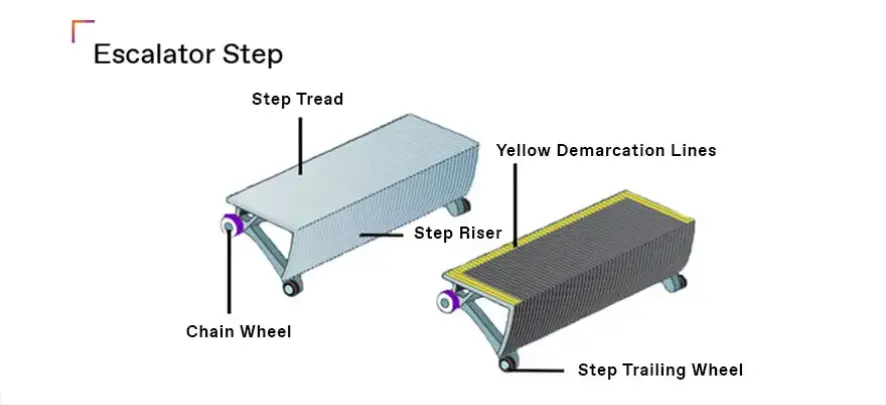 Escalator Step
Step Tread
Yellow Demarcation Lines
Step Riser
Chain Wheel
Step Trailing Wheel